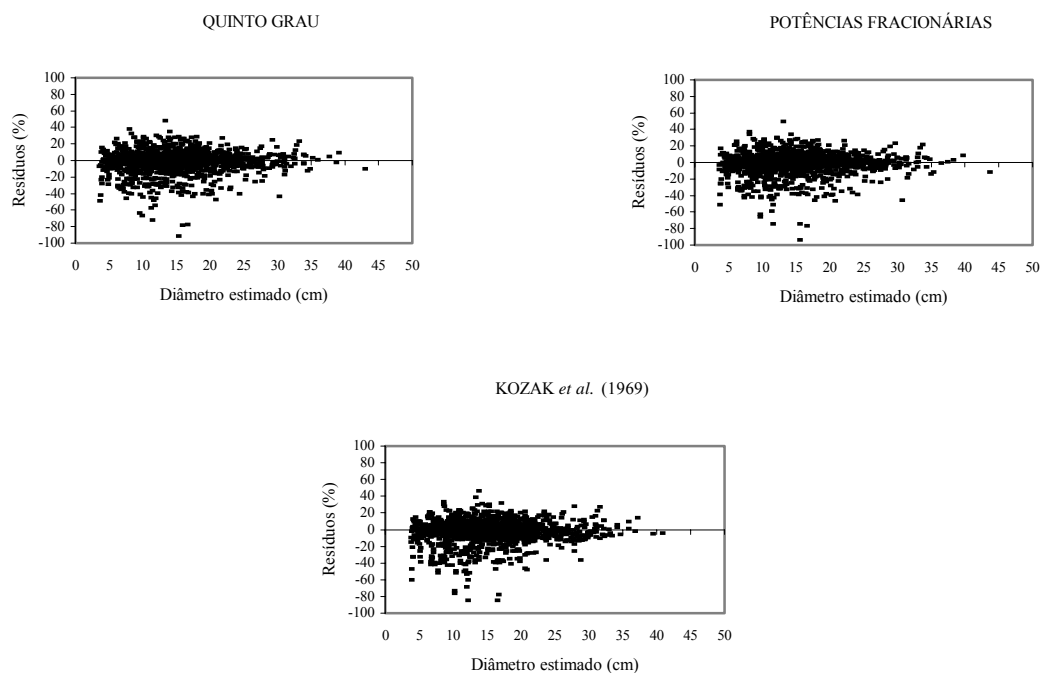 QUINTO GRAU
Resíduos (%)
100
80
60
40
20
0
-20
-40
-60
-80
-100
0 5 10 15 20 25 30 35 40 45 50
Diâmetro estimado (cm)
POTÊNCIAS FRACIONÁRIAS
Resíduos (%)
100
80
60
40
20
0
-20
-40
-60
-80
-100
0 5 10 15 20 25 30 35 40 45 50
Diâmetro estimado (cm)
KOZAK et al. (1969)
Resíduos (%)
100
80
60
40
20
0
-20
-40
-60
-80
-100
0 5 10 15 20 25 30 35 40 45 50
Diâmetro estimado (cm)